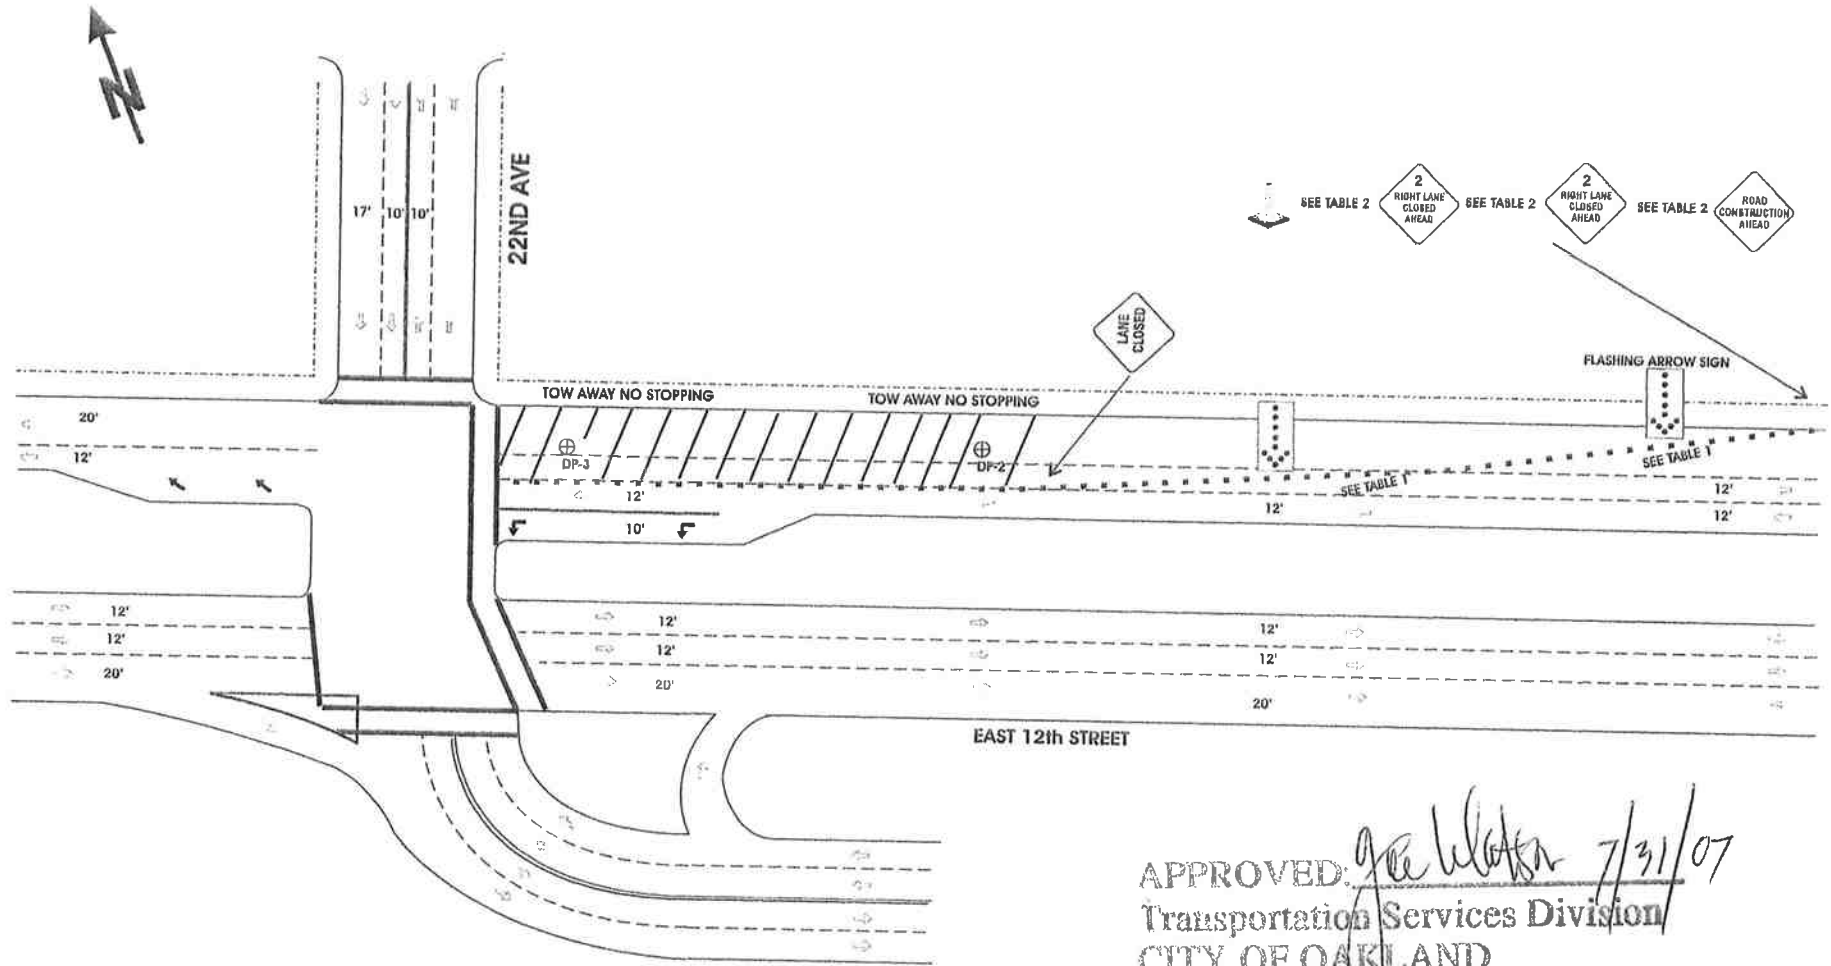 N
22ND AVE
17' 10' 10'
SEE TABLE 2
2
RIGHT LANE
CLOSED
AHEAD
SEE TABLE 2
2
RIGHT LANE
CLOSED
AHEAD
SEE TABLE 2
ROAD
CONSTRUCTION
AHEAD
LANE
CLOSED
FLASHING ARROW SIGN
TOW AWAY NO STOPPING
TOW AWAY NO STOPPING
20'
12'
DP-3
DP-2
SEE TABLE 1
SEE TABLE 1
12'
12'
12'
12'
10'
12'
12'
20'
12'
12'
20'
12'
12'
20'
EAST 12th STREET
APPROVED: 7/31/07
Transportation Services Division
CITY OF OAKLAND